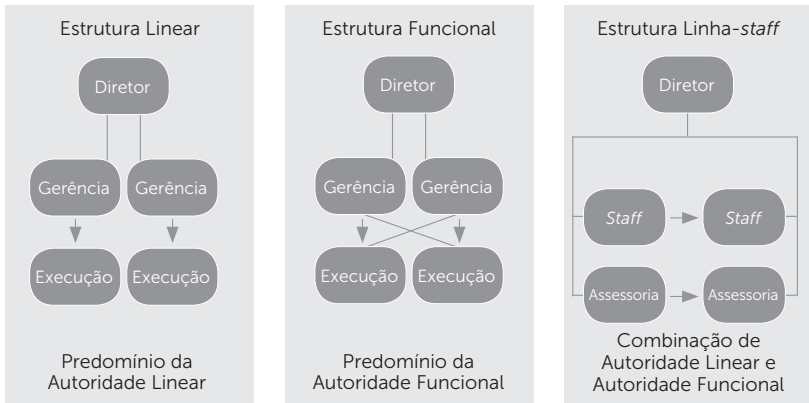 Estrutura Linear
Diretor
Gerência
Gerência
Execução
Execução
Predomínio da
Autoridade Linear
Estrutura Funcional
Diretor
Gerência
Gerência
Execução
Execução
Predomínio da
Autoridade Funcional
Estrutura Linha-staff
Diretor
Staff
Staff
Assessoria
Assessoria
Combinação de
Autoridade Linear e
Autoridade Funcional